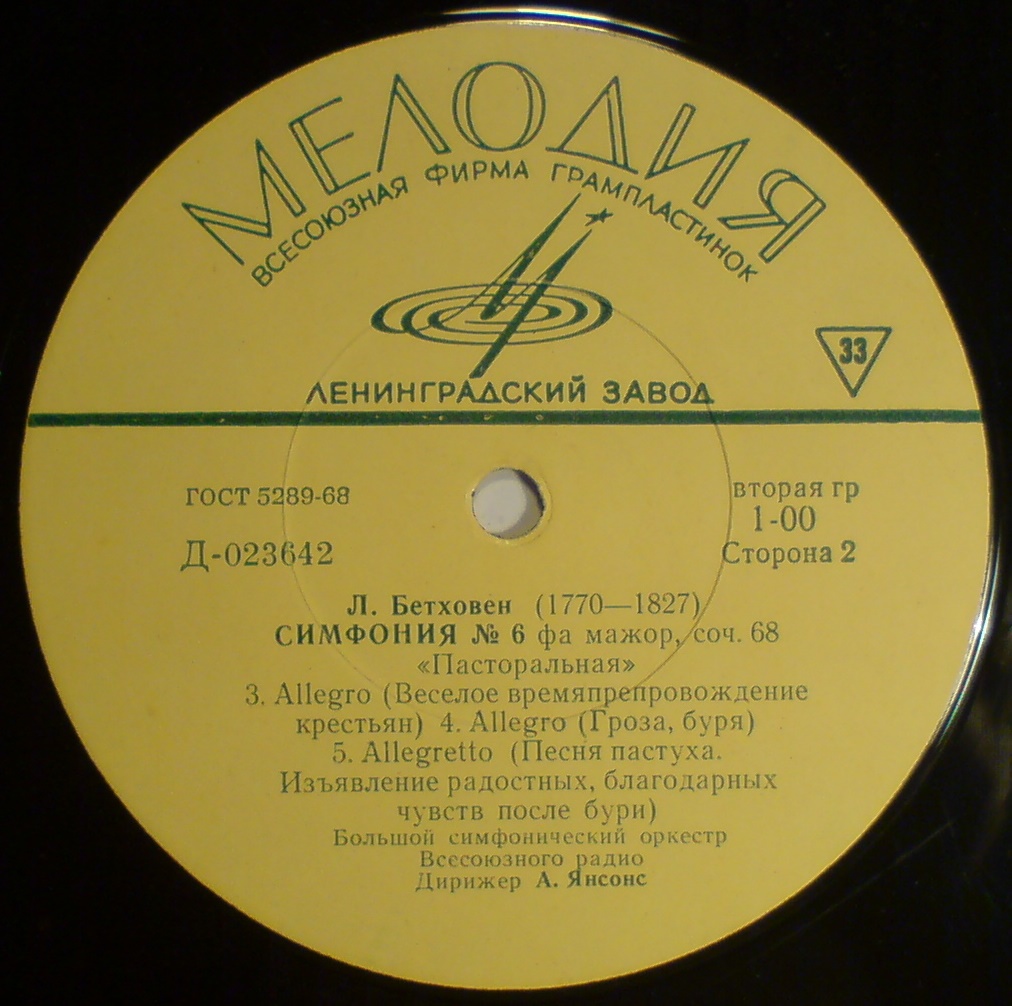 МЕЛОДИЯ
ВСЕСОЮЗНАЯ ФИРМА ГРАМПЛАСТИНОК
33
ЛЕНИНГРАДСКИЙ ЗАВОД
ГОСТ 5289-68
вторая гр
1-00
Д-023642
Сторона 2
Л. Бетховен (1770—1827)
СИМФОНИЯ № 6 фа мажор, соч. 68
«Пасторальная»
3. Allegro (Веселое времяпрепровождение
крестьян) 4. Allegro (Гроза, буря)
5. Allegretto (Песня пастуха.
Изъявление радостных, благодарных
чувств после бури)
Большой симфонический оркестр
Всесоюзного радио
Дирижер А. Янсонс